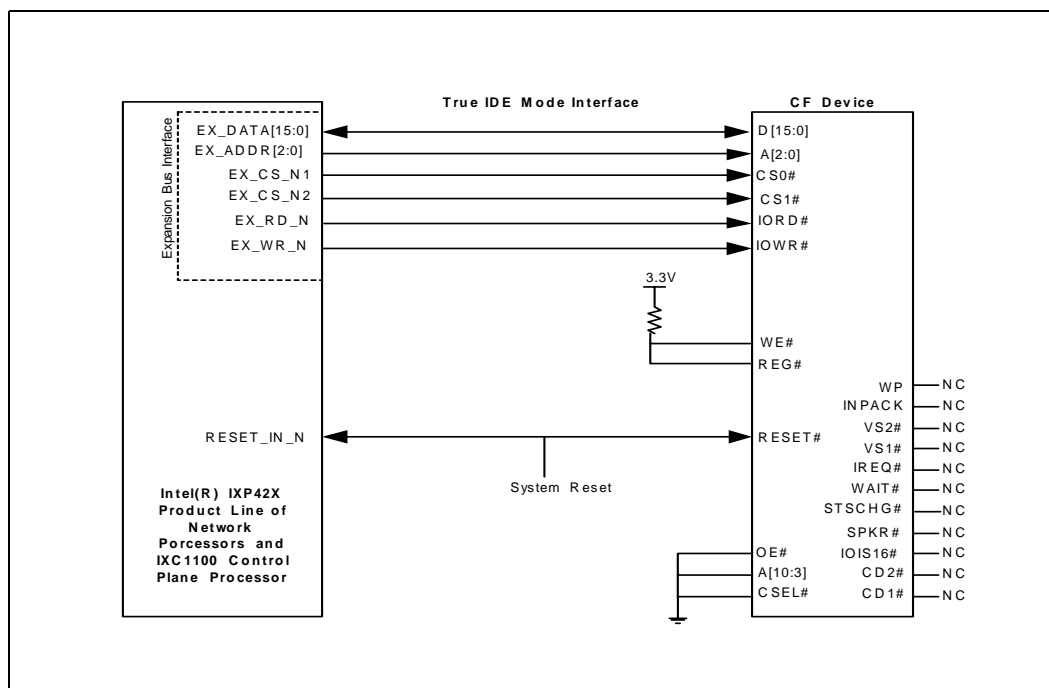 True IDE Mode Interface
CF Device
Expansion Bus Interface
EX_DATA[15:0]
EX_ADDR[2:0]
EX_CS_N1
EX_CS_N2
EX_RD_N
EX_WR_N
D[15:0]
A[2:0]
CS0#
CS1#
IORD#
IOWR#
3.3V
WE#
REG#
WP NC
INPACK NC
VS2# NC
VS1# NC
IREQ# NC
WAIT# NC
STSCHG# NC
SPKR# NC
IOIS16# NC
CD2# NC
CD1# NC
RESET_IN_N
RESET#
System Reset
Intel(R) IXP42X
Product Line of
Network
Porcessors and
IXC1100 Control
Plane Processor
OE#
A[10:3]
CSEL#